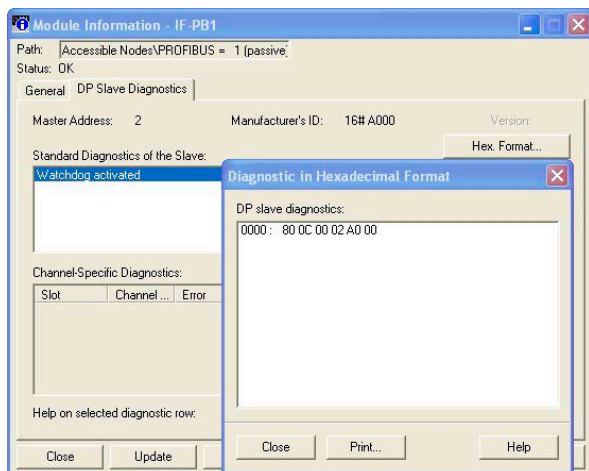 Module Information - IF-PB1
Path: Accessible Nodes\PROFIBUS = 1 (passive)
Status: OK
General DP Slave Diagnostics
Master Address: 2 Manufacturer's ID: 16# A000 Version:
Hex. Format...
Standard Diagnostics of the Slave:
Watchdog activated
Diagnostic in Hexadecimal Format
DP slave diagnostics:
0000 : 80 0C 00 02 A0 00
Channel-Specific Diagnostics:
Slot Channel ... Error
Help on selected diagnostic row:
Close Print... Help
Close Update